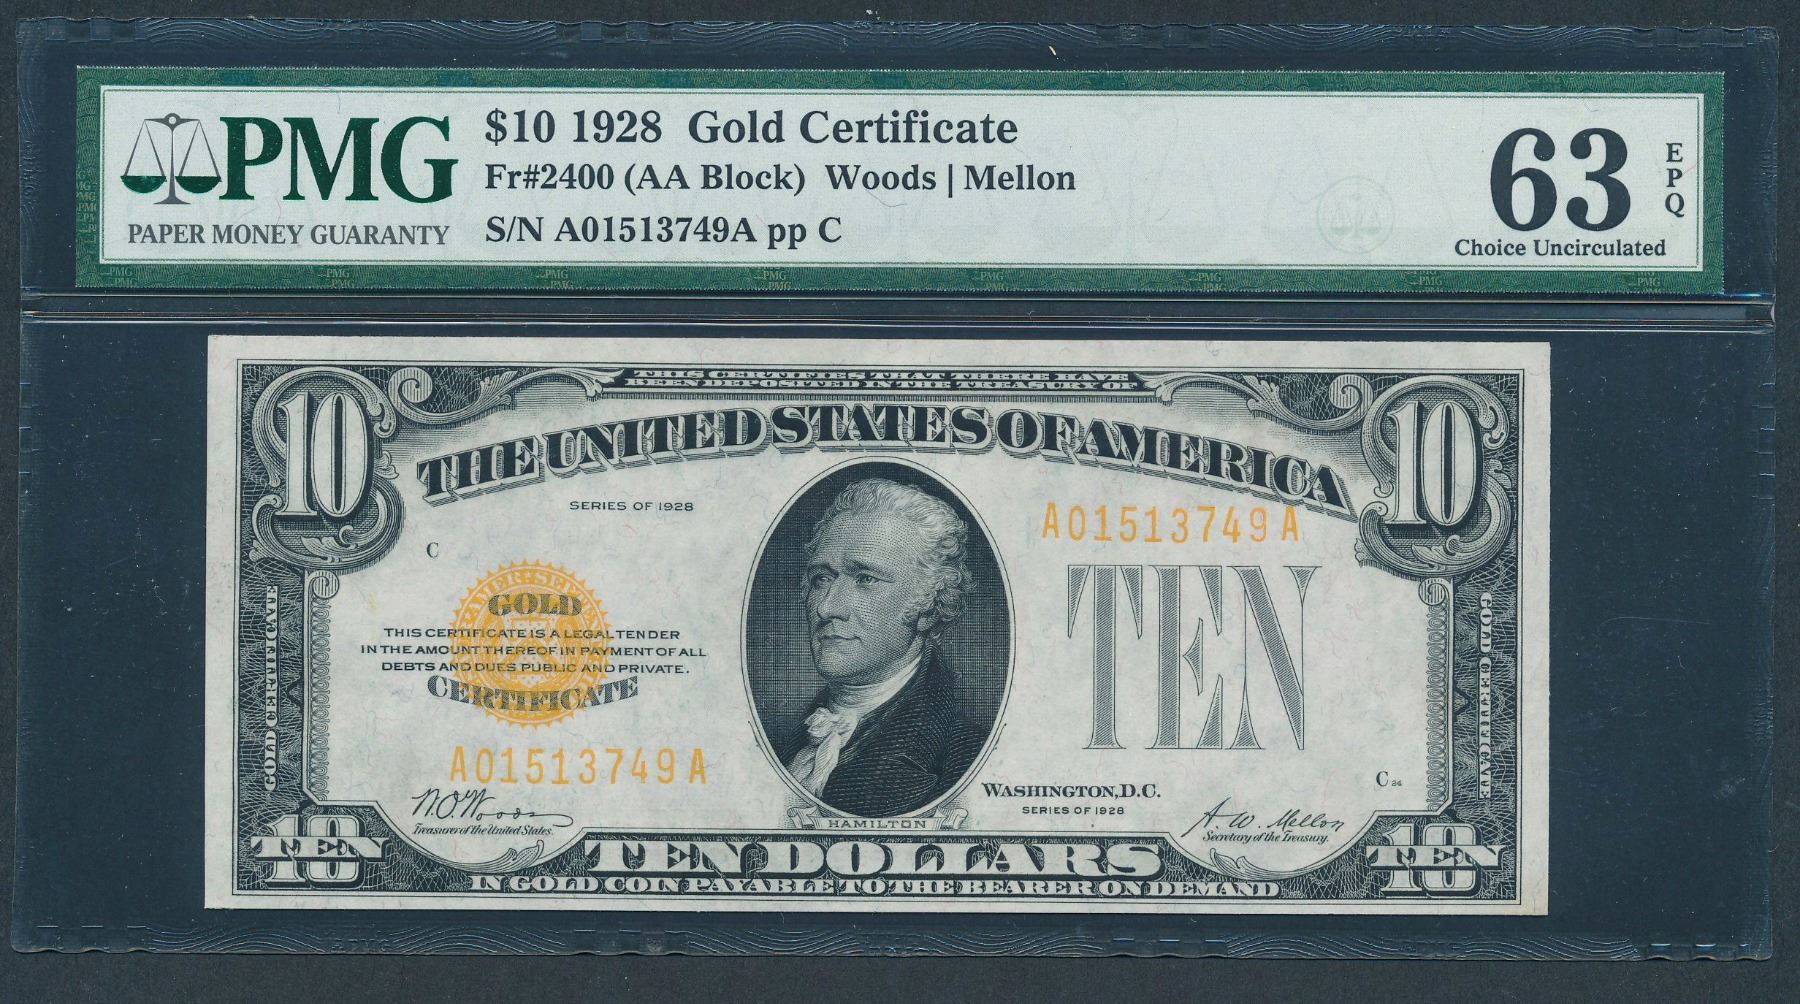 PMG
PAPER MONEY GUARANTY
$10 1928 Gold Certificate
Fr#2400 (AA Block) Woods | Mellon
S/N A01513749A pp C
63
EPQ
Choice Uncirculated
THIS CERTIFIES THAT THERE HAVE
BEEN DEPOSITED IN THE TREASURY OF
10
10
THE UNITED STATES OF AMERICA
SERIES OF 1928
A01513749A
C
GOLD
THIS CERTIFICATE IS A LEGAL TENDER
IN THE AMOUNT THEREOF IN PAYMENT OF ALL
DEBTS AND DUES PUBLIC AND PRIVATE.
CERTIFICATE
TEN
GOLD CERTIFICATE
GOLD CERTIFICATE
A01513749A
WASHINGTON, D.C.
SERIES OF 1928
C 24
W.O. Woods
Treasurer of the United States.
HAMILTON
A. W. Mellon
Secretary of the Treasury.
10
TEN
TEN DOLLARS
10
TEN
IN GOLD COIN PAYABLE TO THE BEARER ON DEMAND